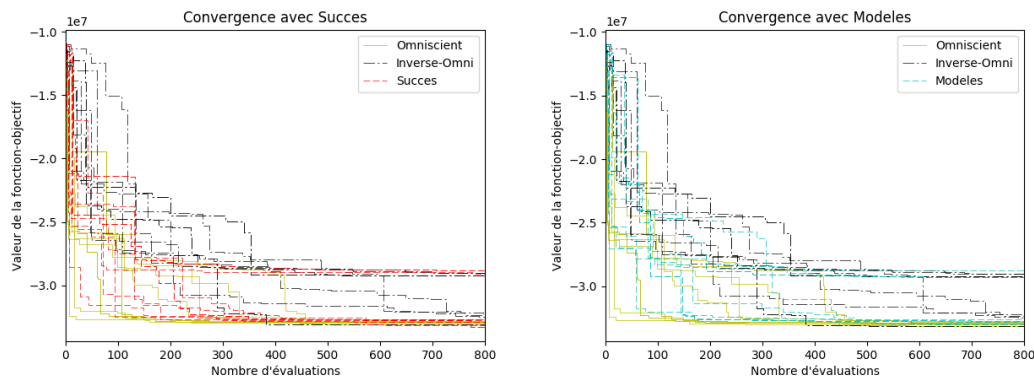 Convergence avec Succes
1e7
−1.0
−1.5
−2.0
−2.5
−3.0
Valeur de la fonction-objectif
Omniscient
Inverse-Omni
Succes
0 100 200 300 400 500 600 700 800
Nombre d'évaluations
Convergence avec Modeles
1e7
−1.0
−1.5
−2.0
−2.5
−3.0
Valeur de la fonction-objectif
Omniscient
Inverse-Omni
Modeles
0 100 200 300 400 500 600 700 800
Nombre d'évaluations